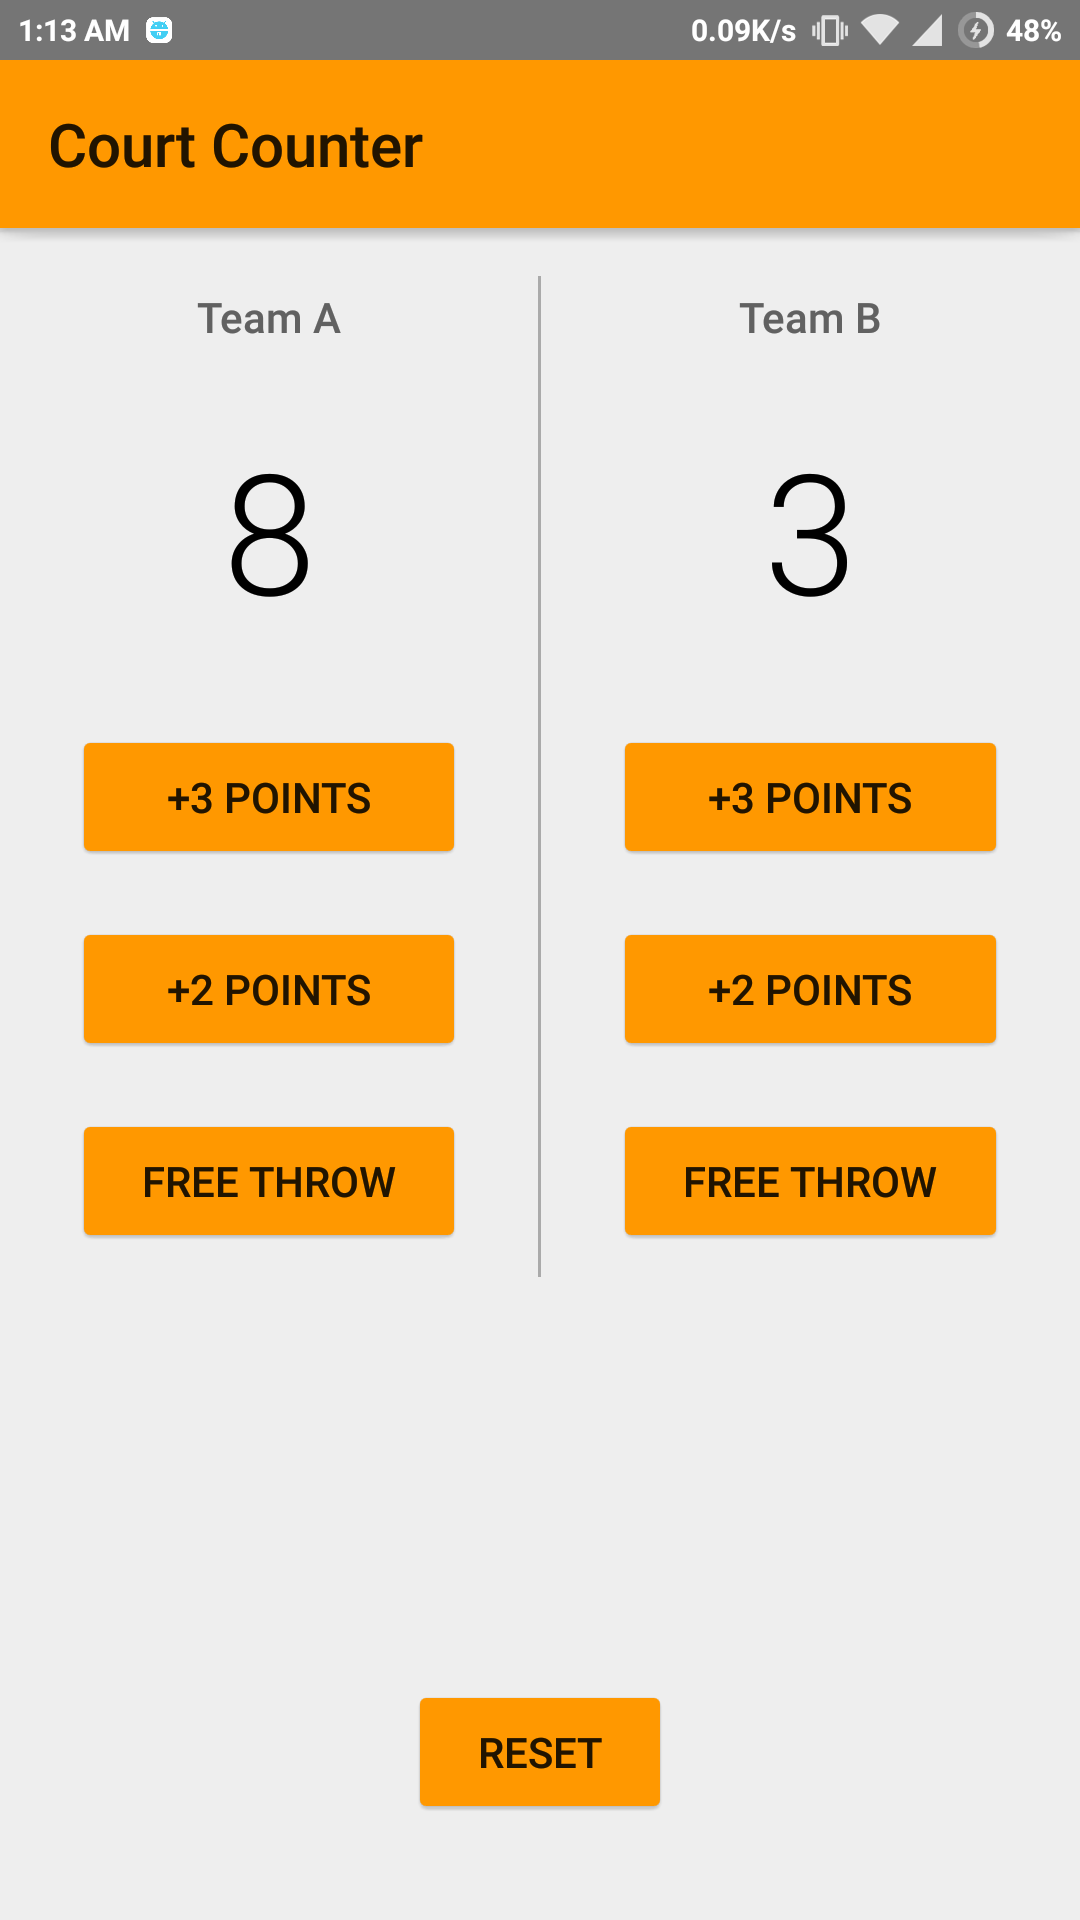 1:13 AM 0.09K/s 48%
Court Counter
Team A Team B
8 3
+3 POINTS +3 POINTS
+2 POINTS +2 POINTS
FREE THROW FREE THROW
RESET